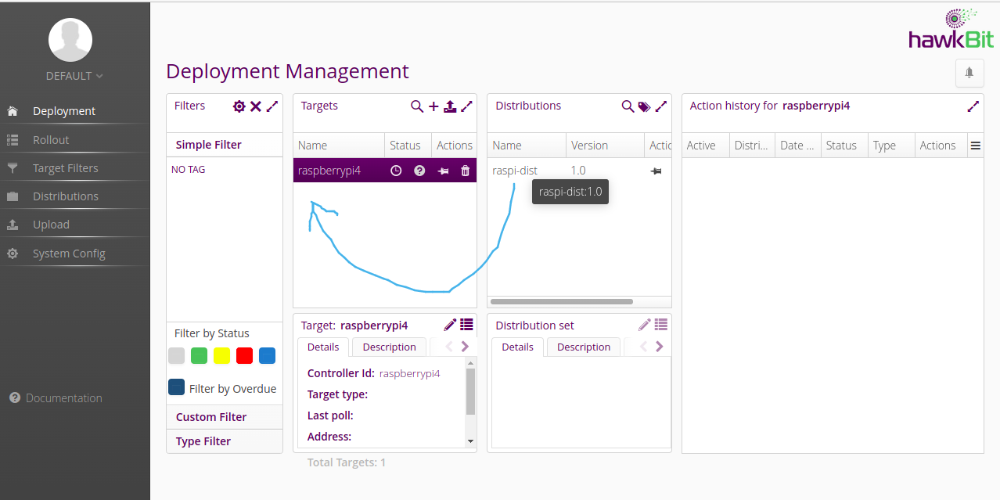 hawkBit
DEFAULT
Deployment
Rollout
Target Filters
Distributions
Upload
System Config
Documentation
Deployment Management
Filters
Simple Filter
NO TAG
Filter by Status
Filter by Overdue
Custom Filter
Type Filter
Targets
Name Status Actions
raspberrypi4
Target: raspberrypi4
Details Description
Controller Id: raspberrypi4
Target type:
Last poll:
Address:
Total Targets: 1
Distributions
Name Version Actic
raspi-dist 1.0
raspi-dist:1.0
Distribution set
Details Description
Action history for raspberrypi4
Active Distri... Date ... Status Type Actions